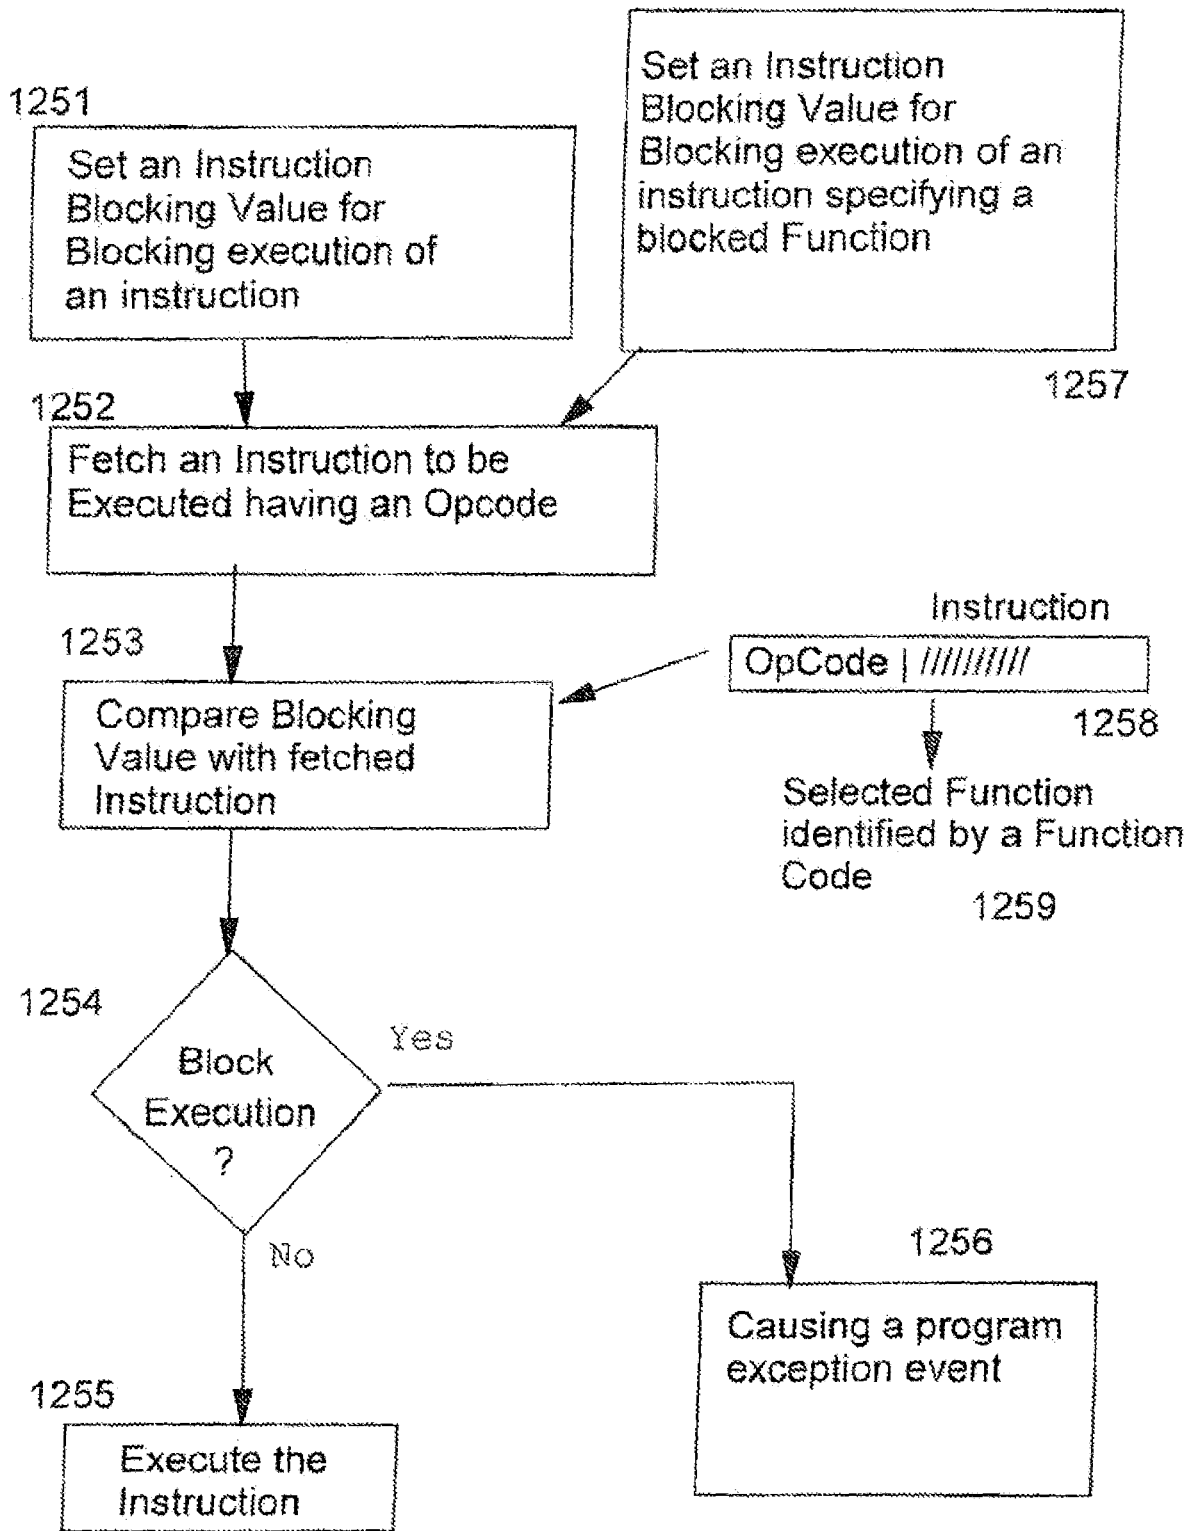 1251
Set an Instruction
Blocking Value for
Blocking execution of
an instruction
Set an Instruction
Blocking Value for
Blocking execution of an
instruction specifying a
blocked Function
1257
1252
Fetch an Instruction to be
Executed having an Opcode
1253
Compare Blocking
Value with fetched
Instruction
Instruction
OpCode | //////////
1258
Selected Function
identified by a Function
Code
1259
1254
Block
Execution
?
Yes
No
1256
Causing a program
exception event
1255
Execute the
Instruction